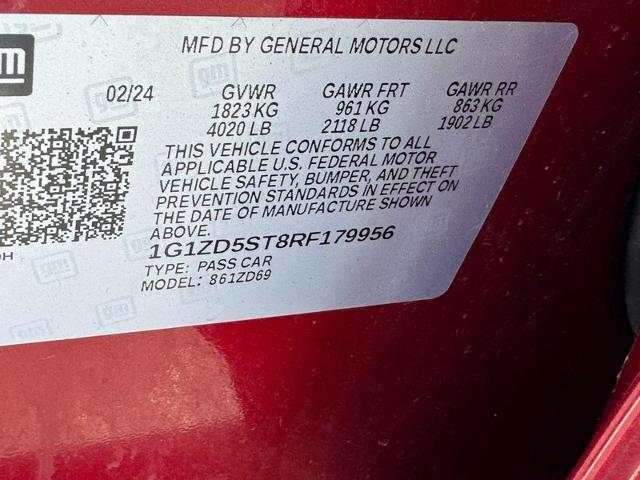 gm
MFD BY GENERAL MOTORS LLC
02/24 GVWR GAWR FRT GAWR RR
1823 KG 961 KG 863 KG
4020 LB 2118 LB 1902 LB
THIS VEHICLE CONFORMS TO ALL
APPLICABLE U.S. FEDERAL MOTOR
VEHICLE SAFETY, BUMPER, AND THEFT
PREVENTION STANDARDS IN EFFECT ON
THE DATE OF MANUFACTURE SHOWN
ABOVE.
1G1ZD5ST8RF179956
TYPE: PASS CAR
MODEL: 861ZD69